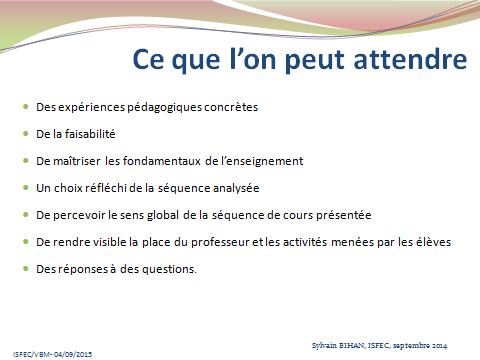 Ce que l’on peut attendre
Des expériences pédagogiques concrètes
De la faisabilité
De maîtriser les fondamentaux de l’enseignement
Un choix réfléchi de la séquence analysée
De percevoir le sens global de la séquence de cours présentée
De rendre visible la place du professeur et les activités menées par les élèves
Des réponses à des questions.
Sylvain BIHAN, ISFEC, septembre 2014
ISFEC/VBM- 04/09/2015